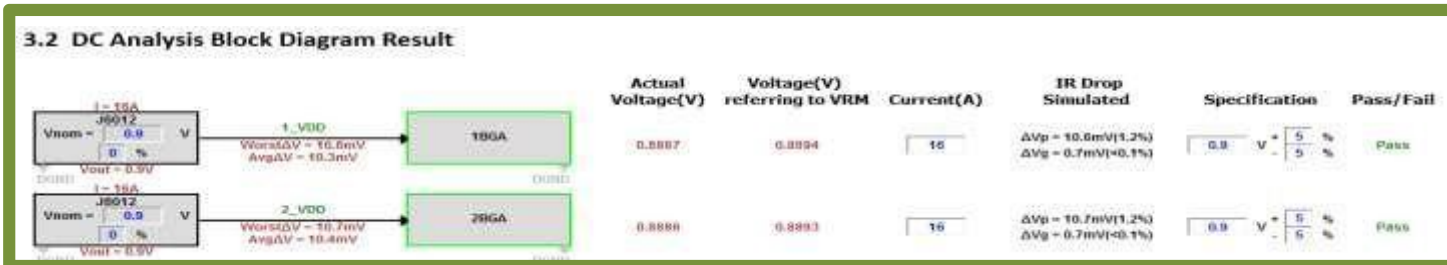 3.2 DC Analysis Block Diagram Result
Actual Voltage(V) Voltage(V) referring to VRM Current(A) IR Drop Simulated Specification Pass/Fail
I = 16A
J6012
Vnom = 0.9 V
0 %
Vout = 0.9V
DGND
1_VDD
WorstΔV = 10.6mV
AvgΔV = 10.3mV
1BGA
DGND
0.8887 0.8894 16
ΔVp = 10.6mV(1.2%)
ΔVg = 0.7mV(<0.1%)
0.9 V + 5 %
- 5 %
Pass
I = 16A
J6012
Vnom = 0.9 V
0 %
Vout = 0.9V
DGND
2_VDD
WorstΔV = 10.7mV
AvgΔV = 10.4mV
2BGA
DGND
0.8886 0.8893 16
ΔVp = 10.7mV(1.2%)
ΔVg = 0.7mV(<0.1%)
0.9 V + 5 %
- 5 %
Pass